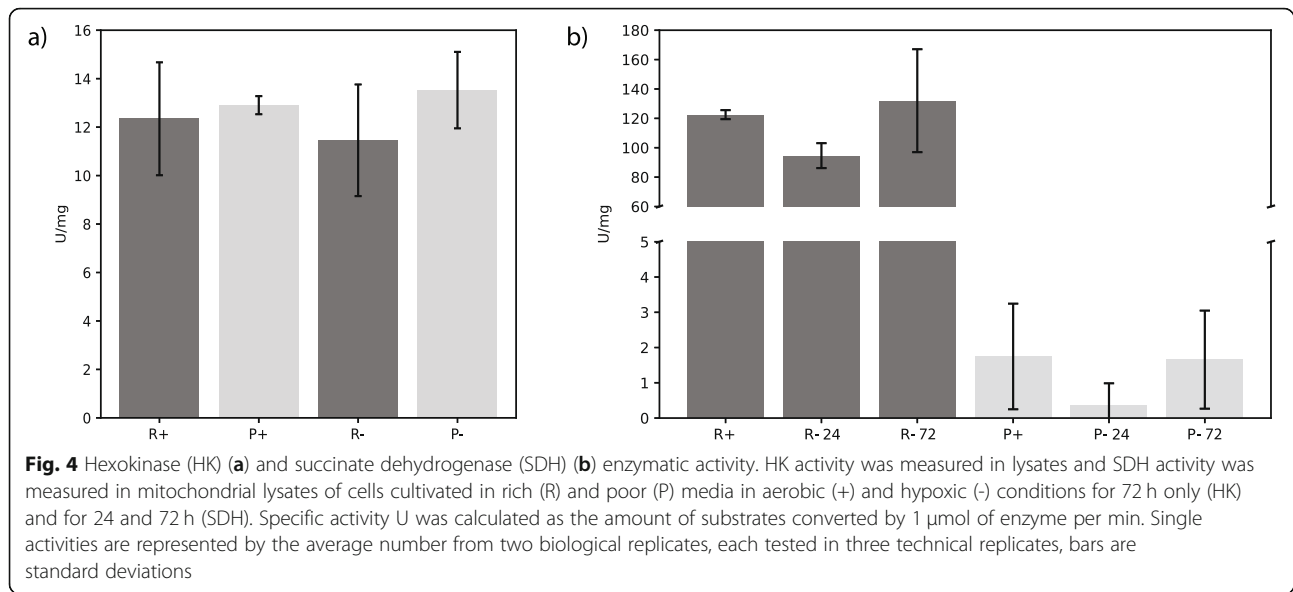 a)
16
14
12
10
8
6
4
2
0
U/mg
R+ P+ R- P-
b)
180
160
140
120
100
80
60
5
4
3
2
1
0
U/mg
R+ R- 24 R- 72 P+ P- 24 P- 72
Fig. 4 Hexokinase (HK) (a) and succinate dehydrogenase (SDH) (b) enzymatic activity. HK activity was measured in lysates and SDH activity was
measured in mitochondrial lysates of cells cultivated in rich (R) and poor (P) media in aerobic (+) and hypoxic (-) conditions for 72 h only (HK)
and for 24 and 72 h (SDH). Specific activity U was calculated as the amount of substrates converted by 1 μmol of enzyme per min. Single
activities are represented by the average number from two biological replicates, each tested in three technical replicates, bars are
standard deviations